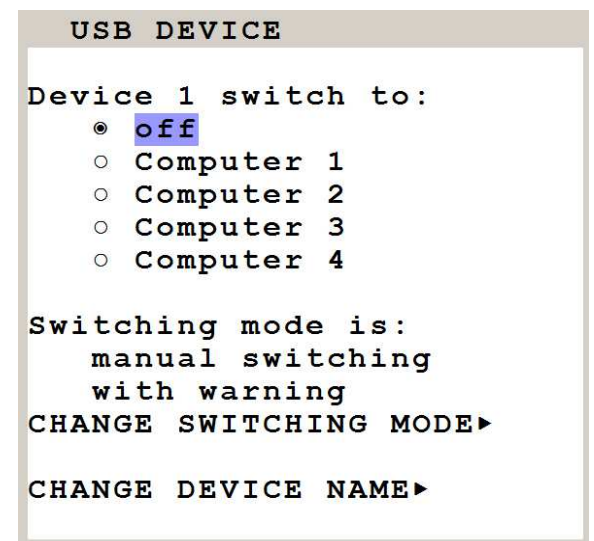 USB DEVICE
Device 1 switch to:
◉ off
○ Computer 1
○ Computer 2
○ Computer 3
○ Computer 4
Switching mode is:
manual switching
with warning
CHANGE SWITCHING MODE►
CHANGE DEVICE NAME►